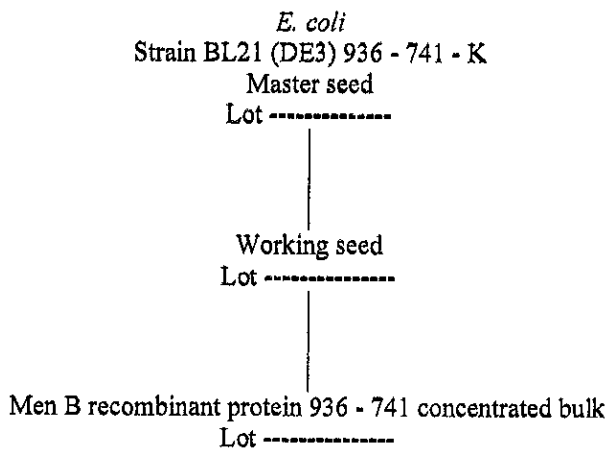 E. coli
Strain BL21 (DE3) 936 - 741 - K
Master seed
Lot ---------------
Working seed
Lot ---------------
Men B recombinant protein 936 - 741 concentrated bulk
Lot ---------------